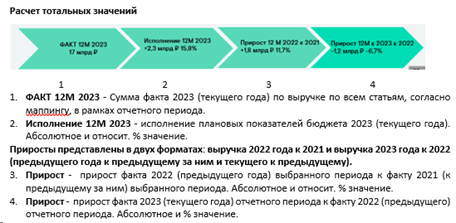 Расчет тотальных значений
ФАКТ 12М 2023
17 млрд ₽
Исполнение 12М 2023
+2,3 млрд ₽ 15,8%
Прирост 12 М 2022 к 2021
+1,8 млрд ₽ 11,7%
Прирост 12М к 2023 к 2022
-1,2 млрд ₽ -6,7%
1 2 3 4
1. ФАКТ 12М 2023 - Сумма факта 2023 (текущего года) по выручке по всем статьям, согласно
маппингу, в рамках отчетного периода.
2. Исполнение 12М 2023 - исполнение плановых показателей бюджета 2023 (текущего года).
Абсолютное и относит. % значение.
Приросты представлены в двух форматах: выручка 2022 года к 2021 и выручка 2023 года к 2022
(предыдущего года к предыдущему за ним и текущего к предыдущему).
3. Прирост - прирост факта 2022 (предыдущего года) выбранного периода к факту 2021 (к
предыдущему за ним) выбранного периода. Абсолютное и относит. % значение.
4. Прирост - прирост факта 2023 (текущего года) отчетного периода к факту 2022 (предыдущего)
отчетного периода. Абсолютное и % значение.